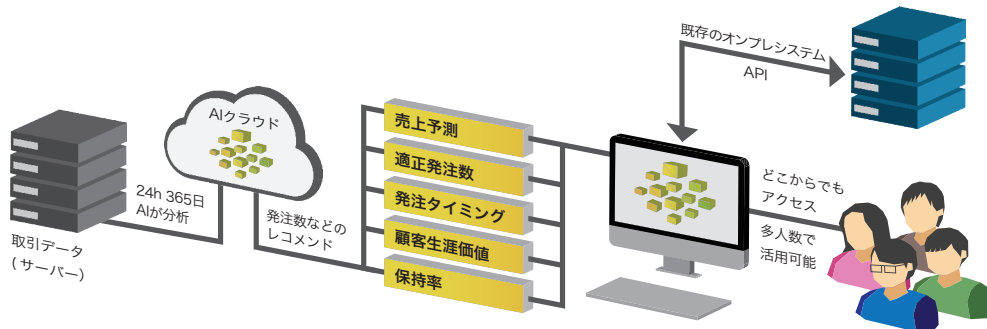 取引データ
(サーバー)
24h 365日
AIが分析
AIクラウド
発注数などの
レコメンド
売上予測
適正発注数
発注タイミング
顧客生涯価値
保持率
既存のオンプレシステム
API
どこからでも
アクセス
多人数で
活用可能